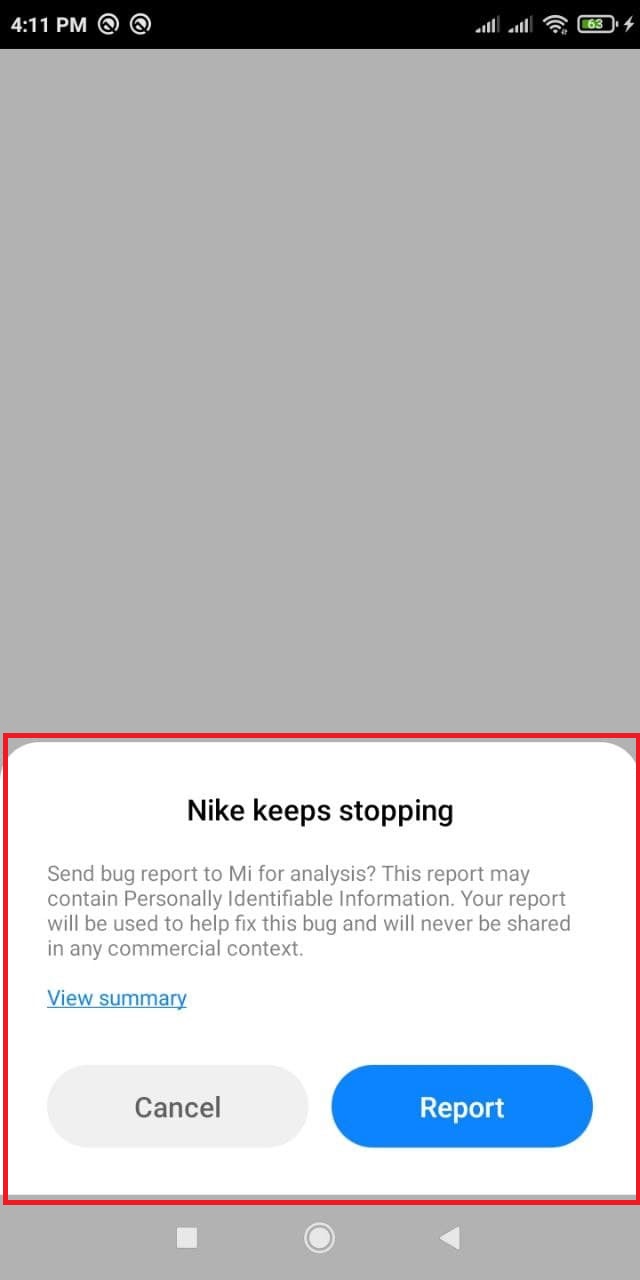 4:11 PM
63
Nike keeps stopping
Send bug report to Mi for analysis? This report may
contain Personally Identifiable Information. Your report
will be used to help fix this bug and will never be shared
in any commercial context.
View summary
Cancel
Report